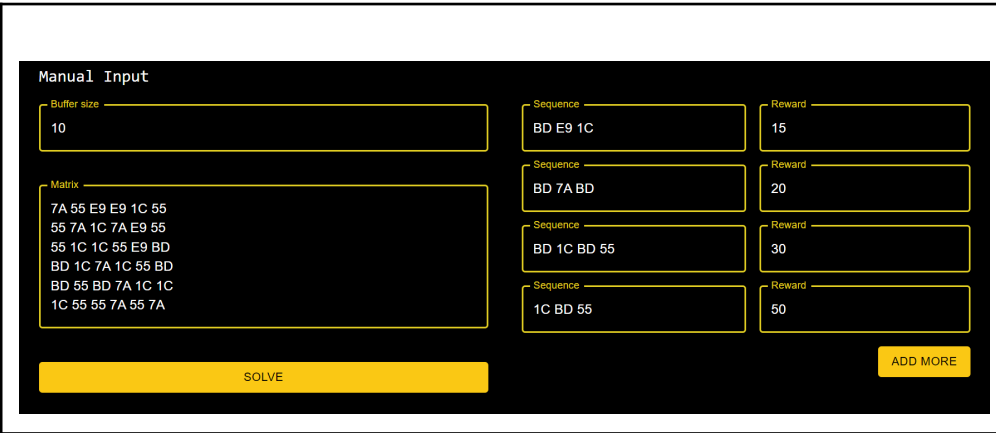 Manual Input
Buffer size
10
Matrix
7A 55 E9 E9 1C 55
55 7A 1C 7A E9 55
55 1C 1C 55 E9 BD
BD 1C 7A 1C 55 BD
BD 55 BD 7A 1C 1C
1C 55 55 7A 55 7A
SOLVE
Sequence
Reward
BD E9 1C
15
Sequence
Reward
BD 7A BD
20
Sequence
Reward
BD 1C BD 55
30
Sequence
Reward
1C BD 55
50
ADD MORE